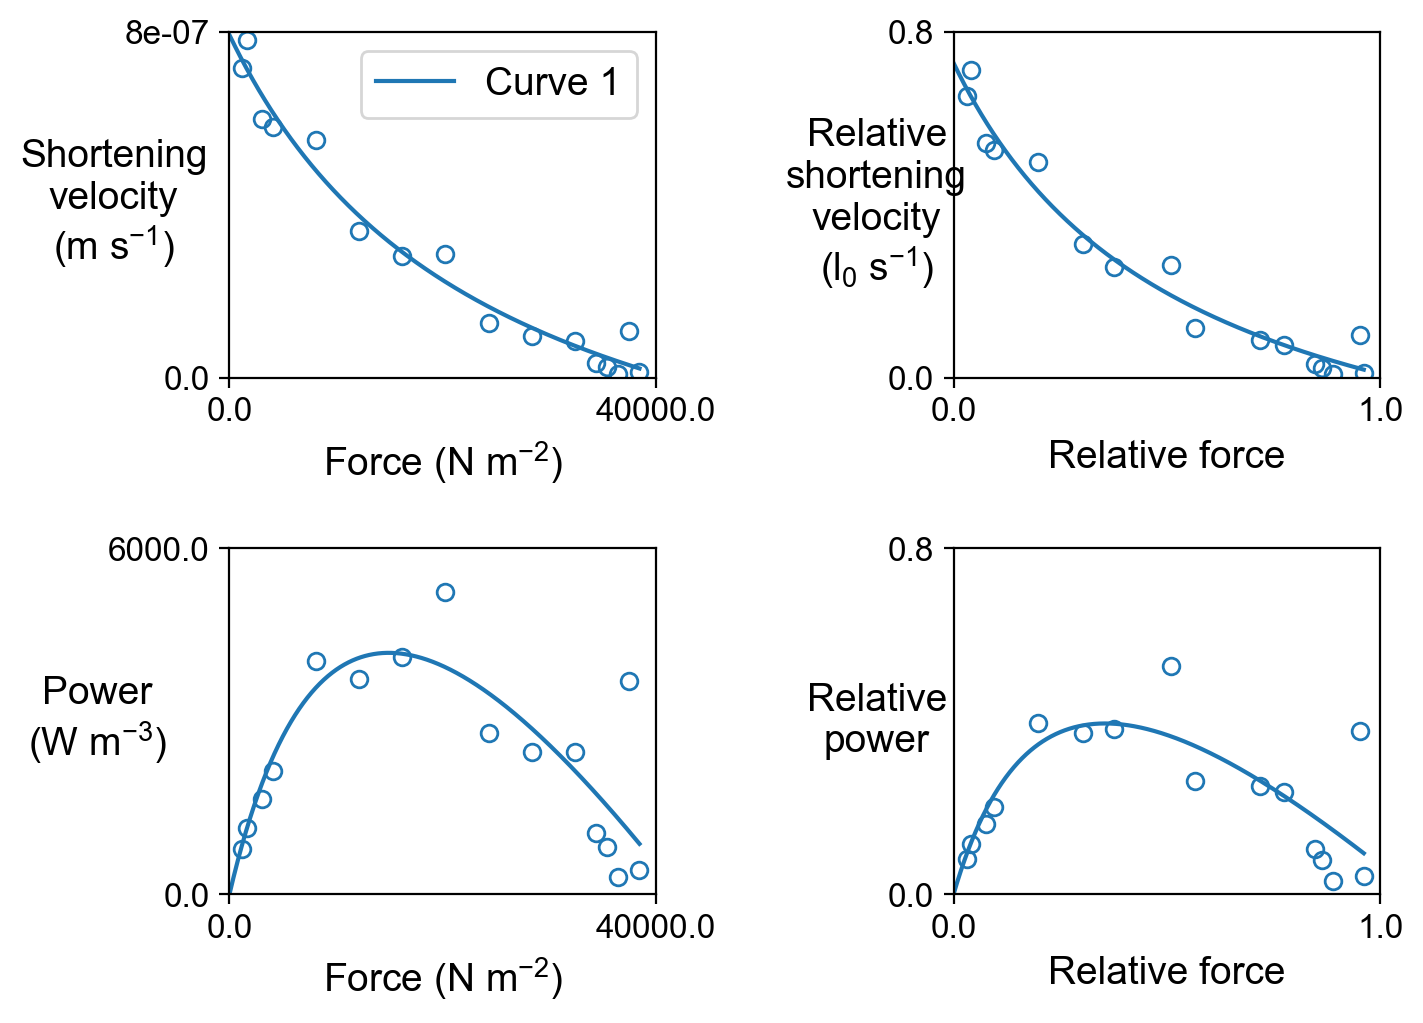 8e-07
Curve 1
Shortening
velocity
(m s⁻¹)
0.0
0.0
40000.0
Force (N m⁻²)
0.8
Relative
shortening
velocity
(l₀ s⁻¹)
0.0
0.0
1.0
Relative force
6000.0
Power
(W m⁻³)
0.0
0.0
40000.0
Force (N m⁻²)
0.8
Relative
power
0.0
0.0
1.0
Relative force